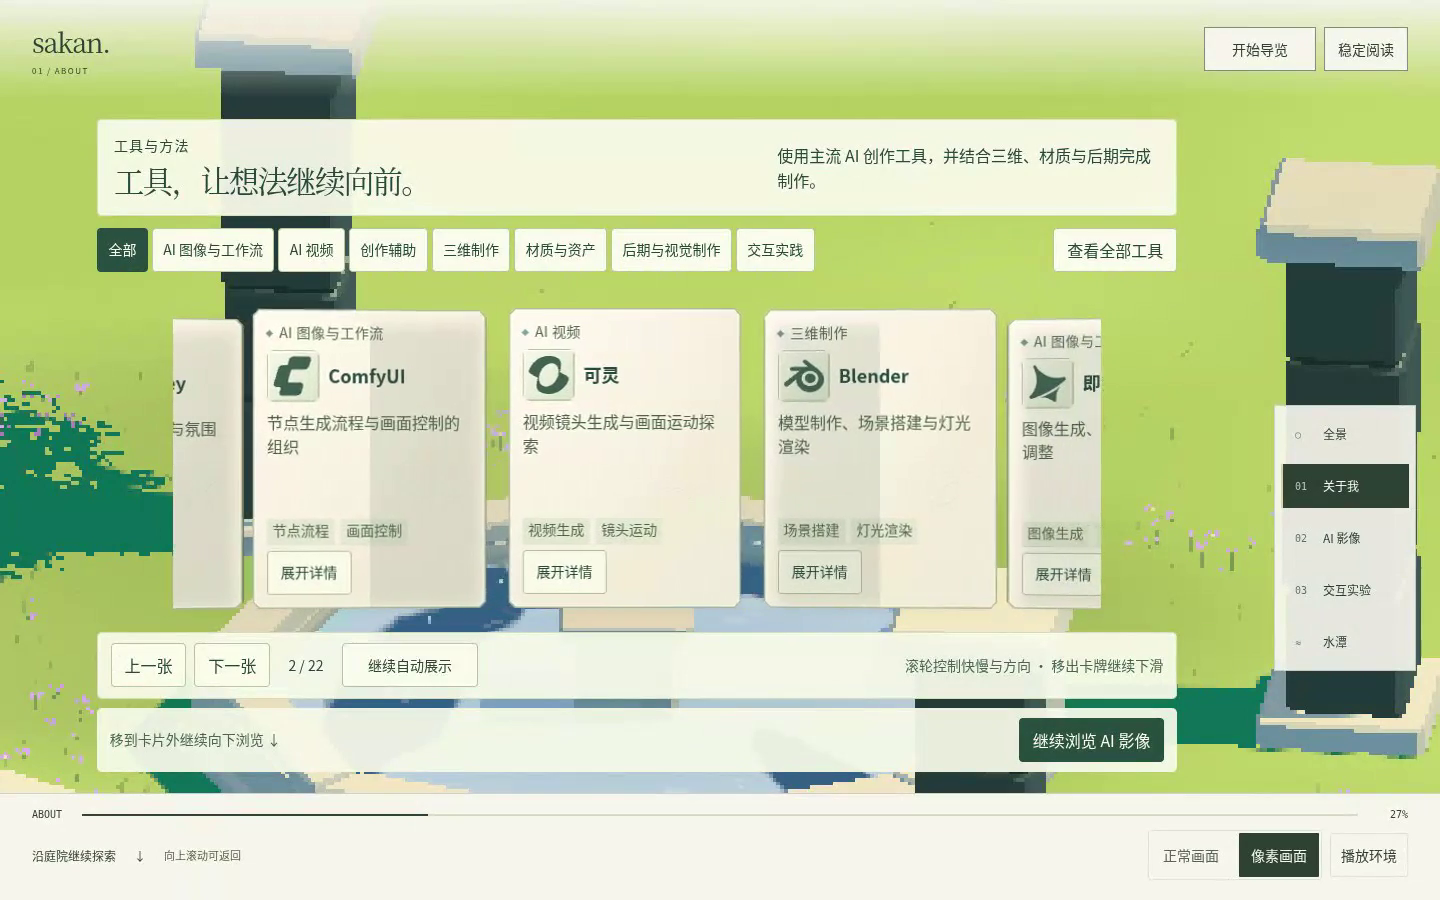 sakan.
01 / ABOUT
开始导览
稳定阅读
工具与方法
工具，让想法继续向前。
使用主流 AI 创作工具，并结合三维、材质与后期完成
制作。
全部
AI 图像与工作流
AI 视频
创作辅助
三维制作
材质与资产
后期与视觉制作
交互实践
查看全部工具
ey
与氛围
AI 图像与工作流
ComfyUI
节点生成流程与画面控制的
组织
节点流程
画面控制
展开详情
AI 视频
可灵
视频镜头生成与画面运动探
索
视频生成
镜头运动
展开详情
三维制作
Blender
模型制作、场景搭建与灯光
渲染
场景搭建
灯光渲染
展开详情
AI 图像与
即
图像生成、
调整
图像生成
展开详情
全景
01 关于我
02 AI 影像
03 交互实验
≈ 水潭
上一张
下一张
2 / 22
继续自动展示
滚轮控制快慢与方向 · 移出卡牌继续下滑
移到卡片外继续向下浏览 ↓
继续浏览 AI 影像
ABOUT
27%
沿庭院继续探索 ↓ 向上滚动可返回
正常画面
像素画面
播放环境